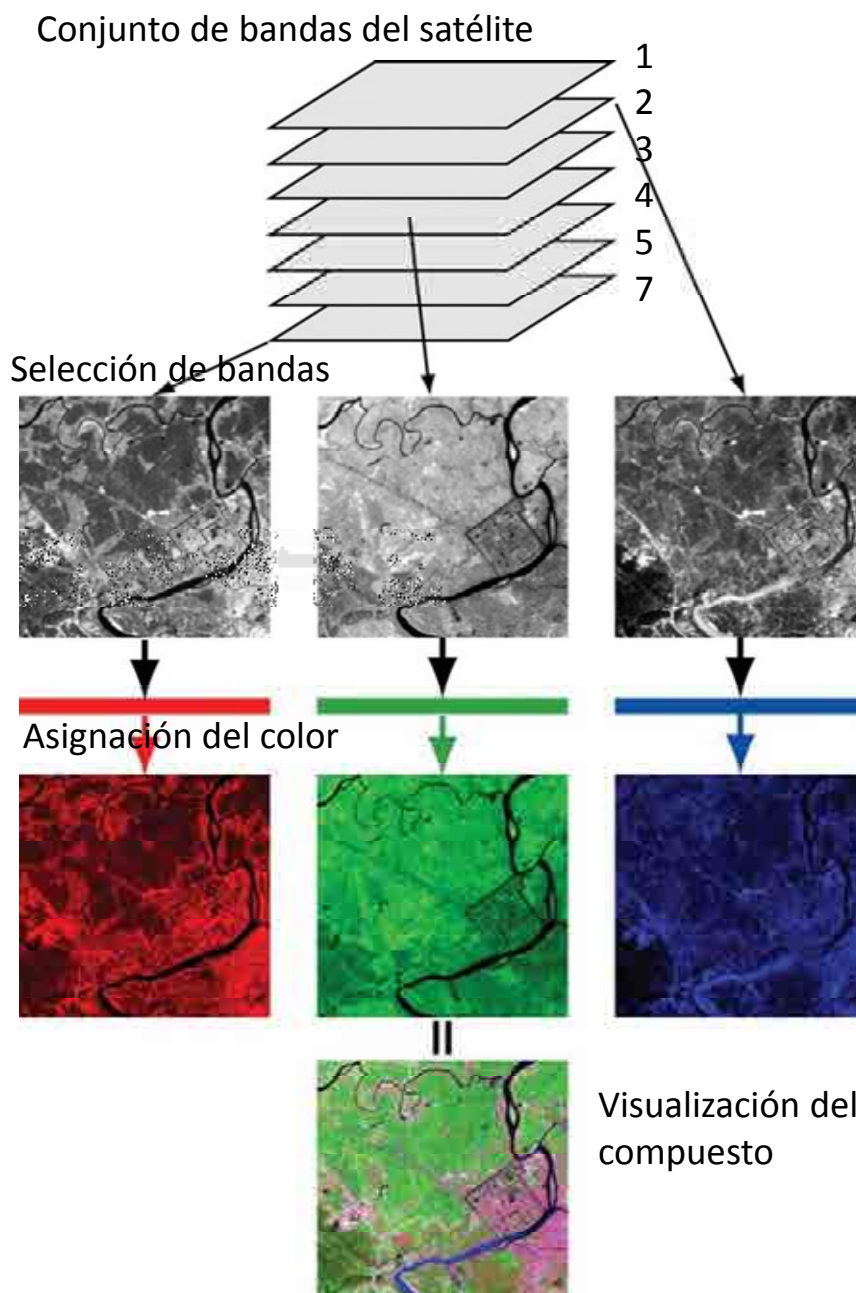 Conjunto de bandas del satélite
1
2
3
4
5
7
Selección de bandas
Asignación del color
Visualización del
compuesto